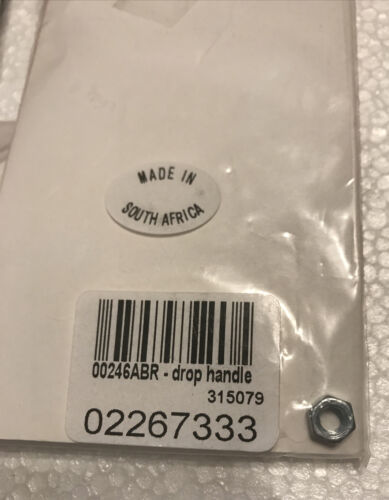 MADE IN
SOUTH AFRICA
00246ABR - drop handle
315079
02267333